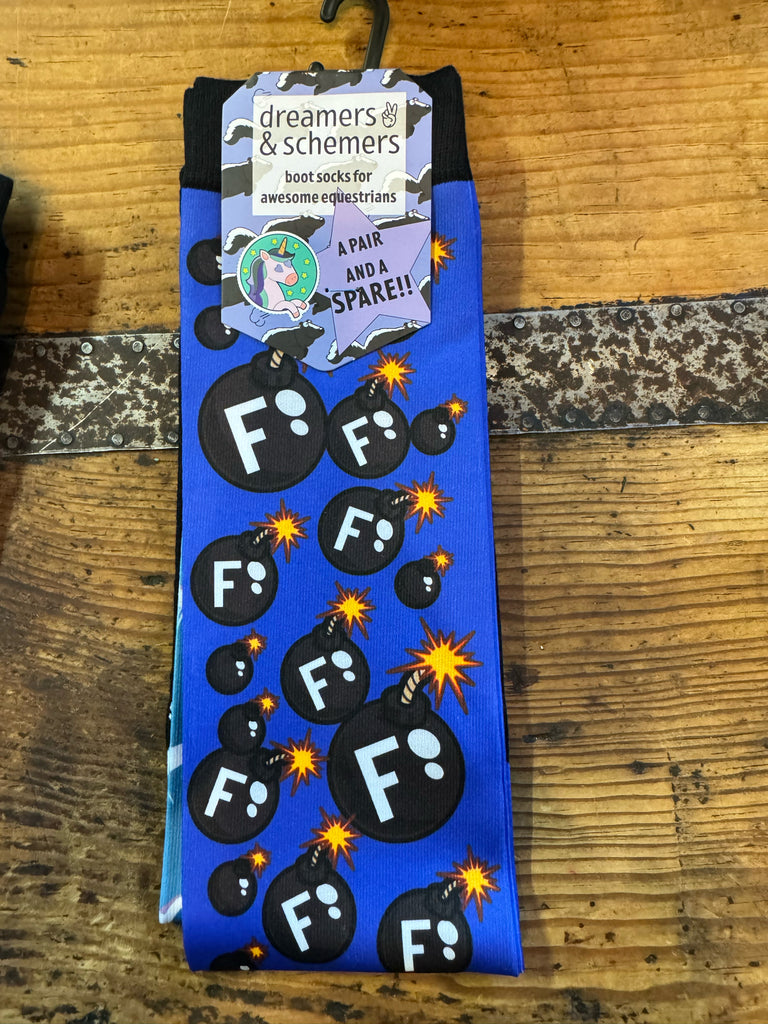 dreamers
& schemers
boot socks for
awesome equestrians
A PAIR
AND A
SPARE!!
F
F
F
F
F
F
F
F
F